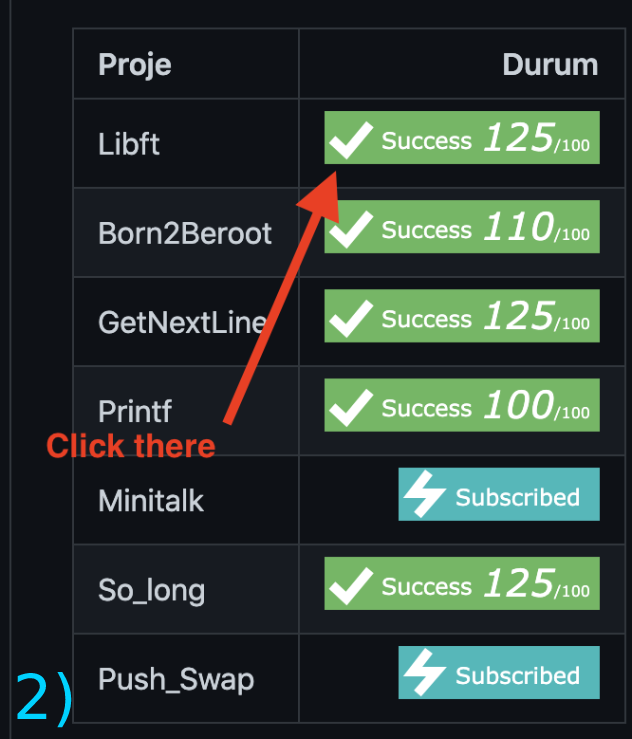 Proje Durum
Libft Success 125/100
Born2Beroot Success 110/100
GetNextLine Success 125/100
Printf Success 100/100
Click there
Minitalk Subscribed
So_long Success 125/100
2) Push_Swap Subscribed